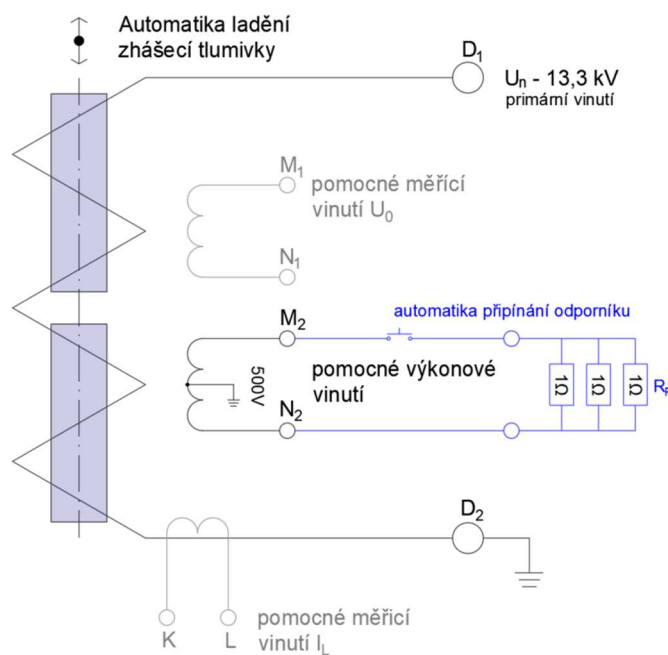 Automatika ladění
zhášecí tlumivky
D1
Un - 13,3 kV
primární vinutí
M1
pomocné měřící
vinutí U0
N1
automatika připínání odporníku
M2
500V
pomocné výkonové
vinutí
N2
1Ω
1Ω
1Ω
D2
K
L
pomocné měřicí
vinutí IL